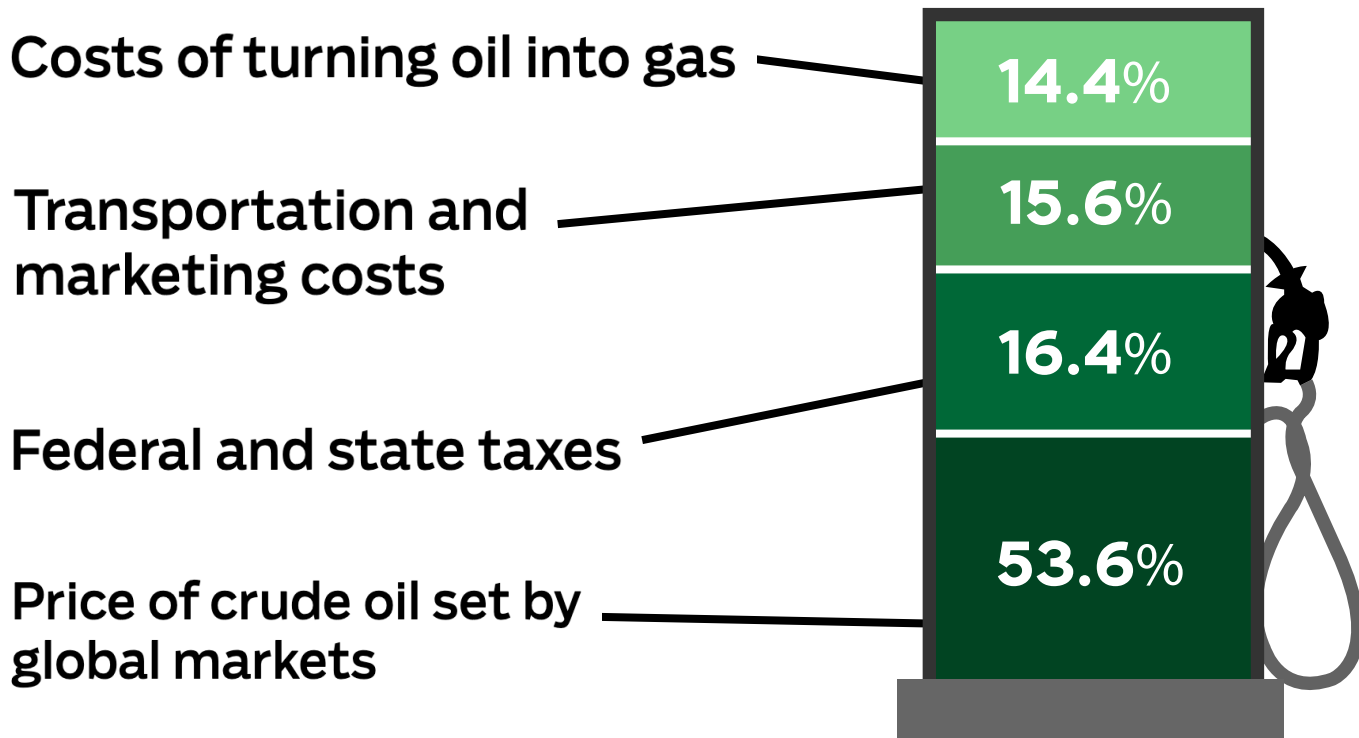 Costs of turning oil into gas
14.4%
Transportation and
marketing costs
15.6%
Federal and state taxes
16.4%
Price of crude oil set by
global markets
53.6%